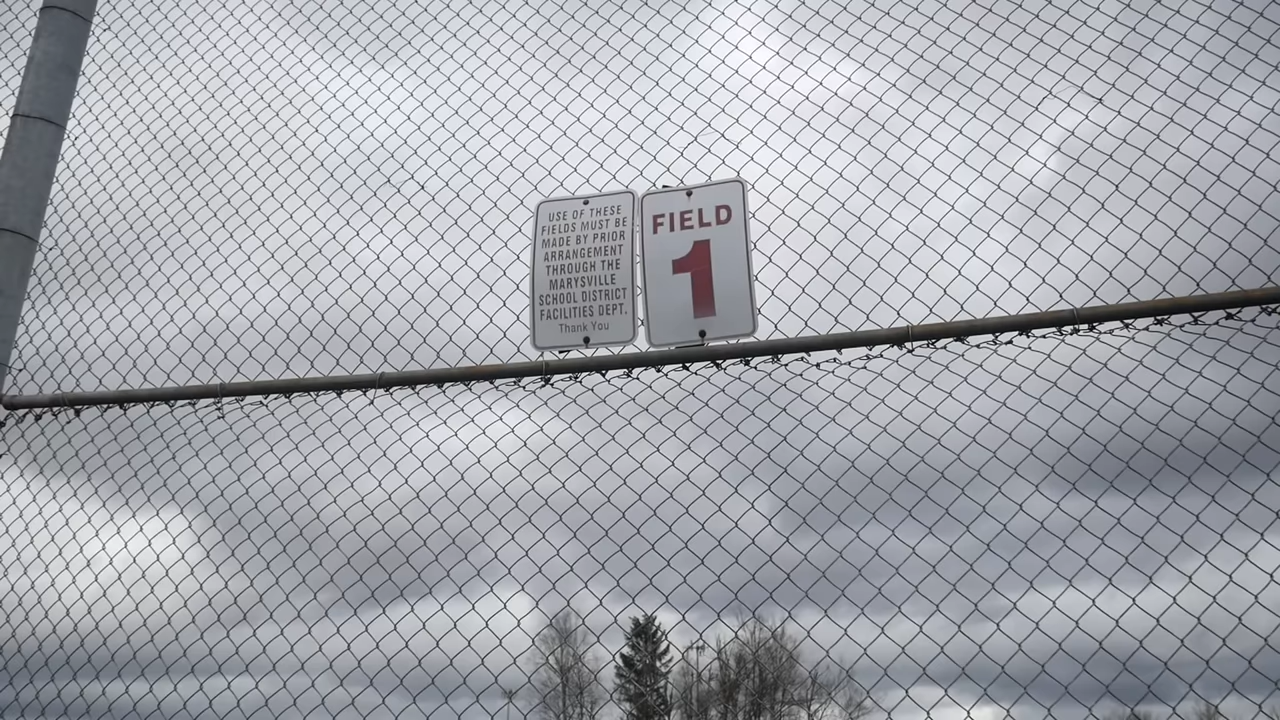 USE OF THESE
FIELDS MUST BE
MADE BY PRIOR
ARRANGEMENT
THROUGH THE
MARYSVILLE
SCHOOL DISTRICT
FACILITIES DEPT.
Thank You
FIELD
1